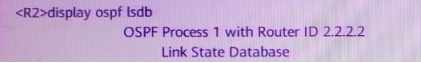 <R2>display ospf lsdb
OSPF Process 1 with Router ID 2.2.2.2
Link State Database